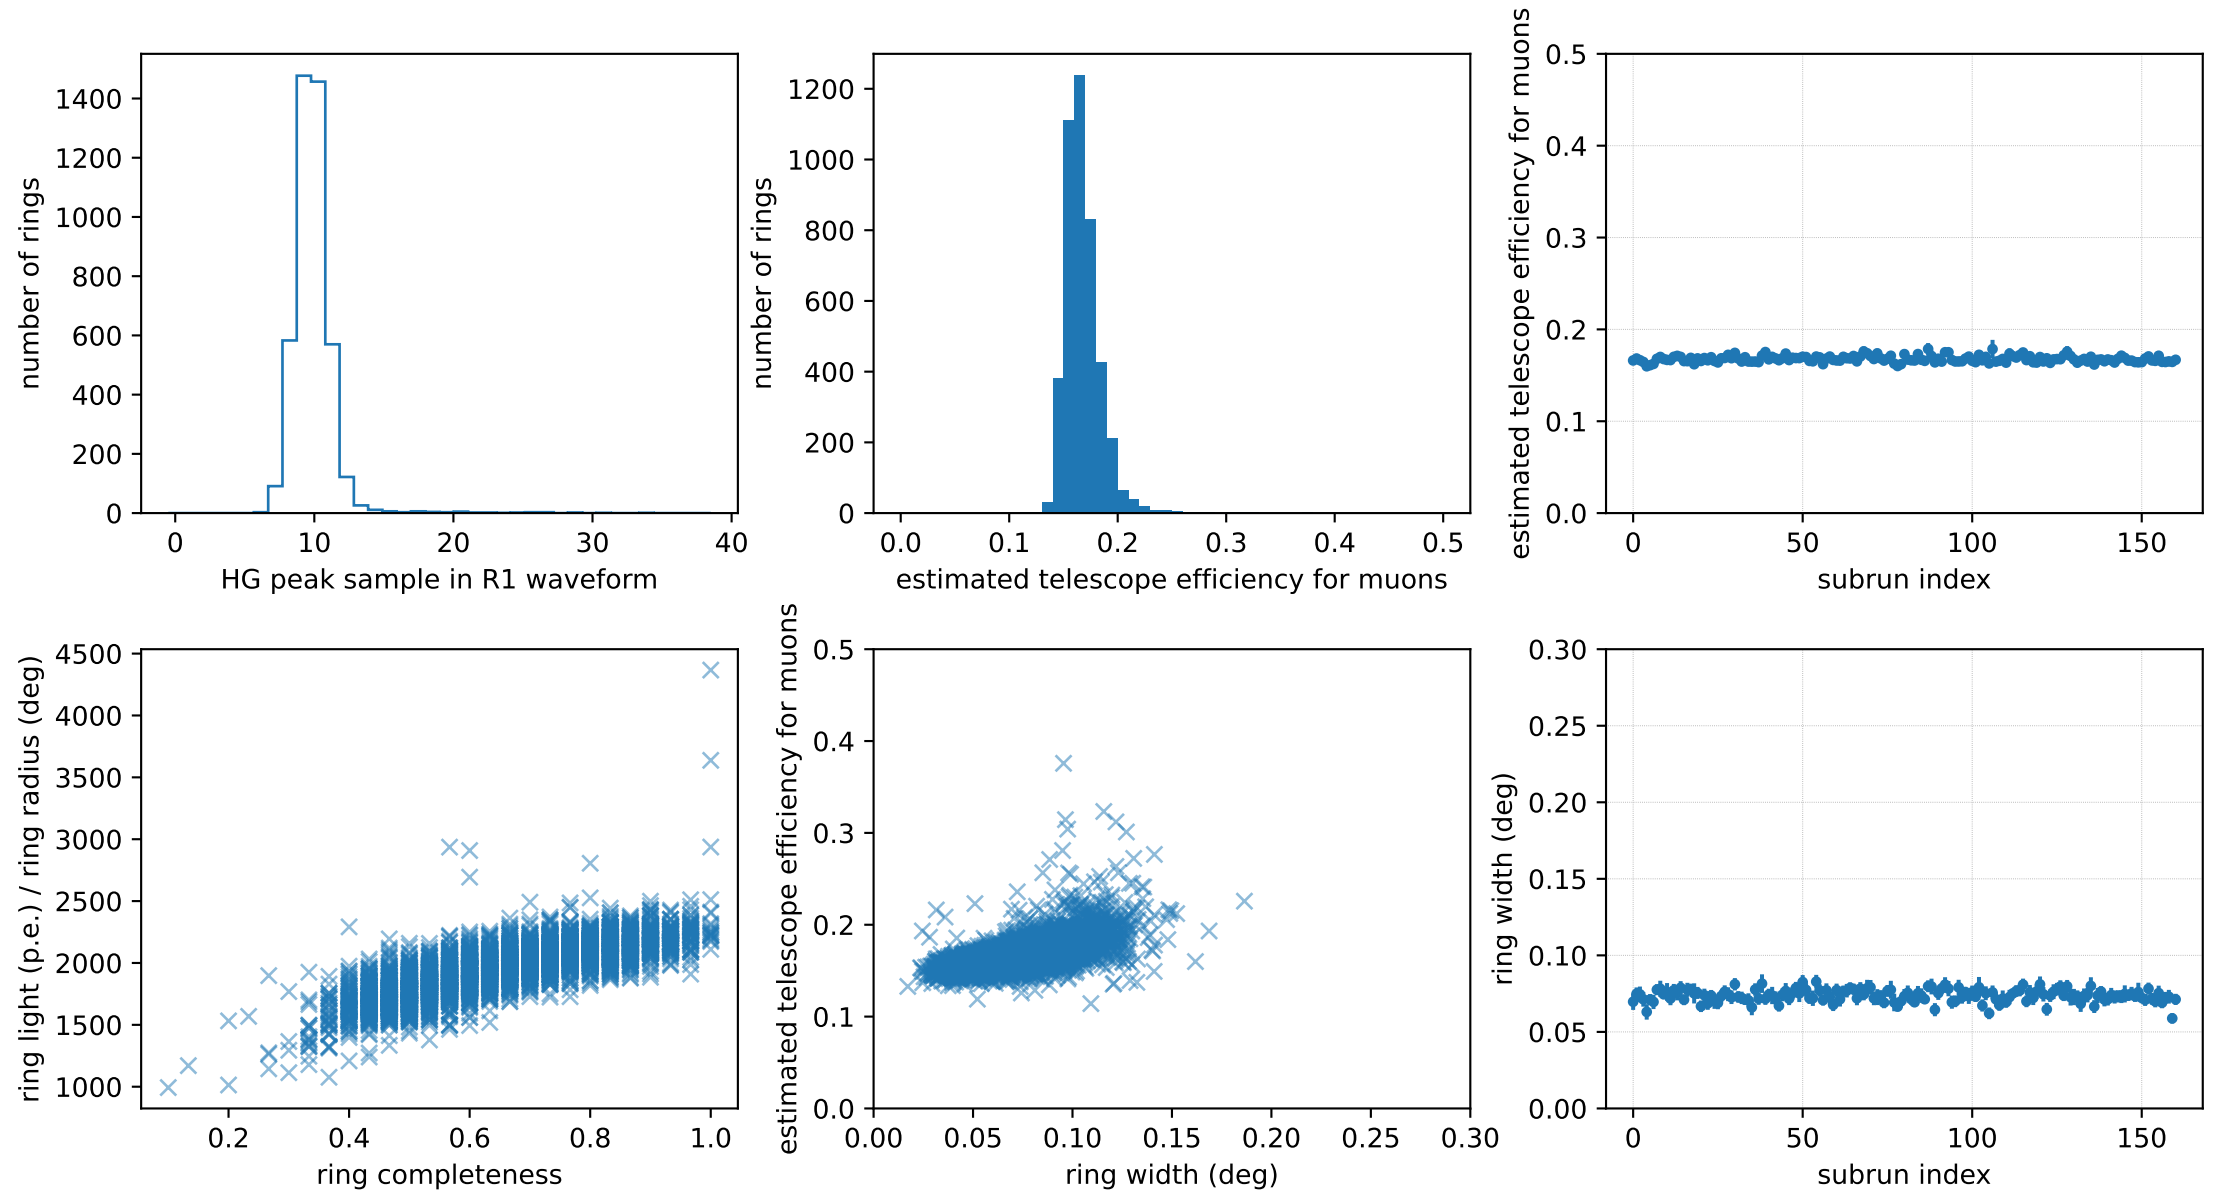 number of rings
1400
1200
1000
800
600
400
200
0
0 10 20 30 40
HG peak sample in R1 waveform
number of rings
1200
1000
800
600
400
200
0
0.0 0.1 0.2 0.3 0.4 0.5
estimated telescope efficiency for muons
estimated telescope efficiency for muons
0.5
0.4
0.3
0.2
0.1
0.0
0 50 100 150
subrun index
ring light (p.e.) / ring radius (deg)
4500
4000
3500
3000
2500
2000
1500
1000
0.2 0.4 0.6 0.8 1.0
ring completeness
estimated telescope efficiency for muons
0.5
0.4
0.3
0.2
0.1
0.0
0.00 0.05 0.10 0.15 0.20 0.25 0.30
ring width (deg)
ring width (deg)
0.30
0.25
0.20
0.15
0.10
0.05
0.00
0 50 100 150
subrun index